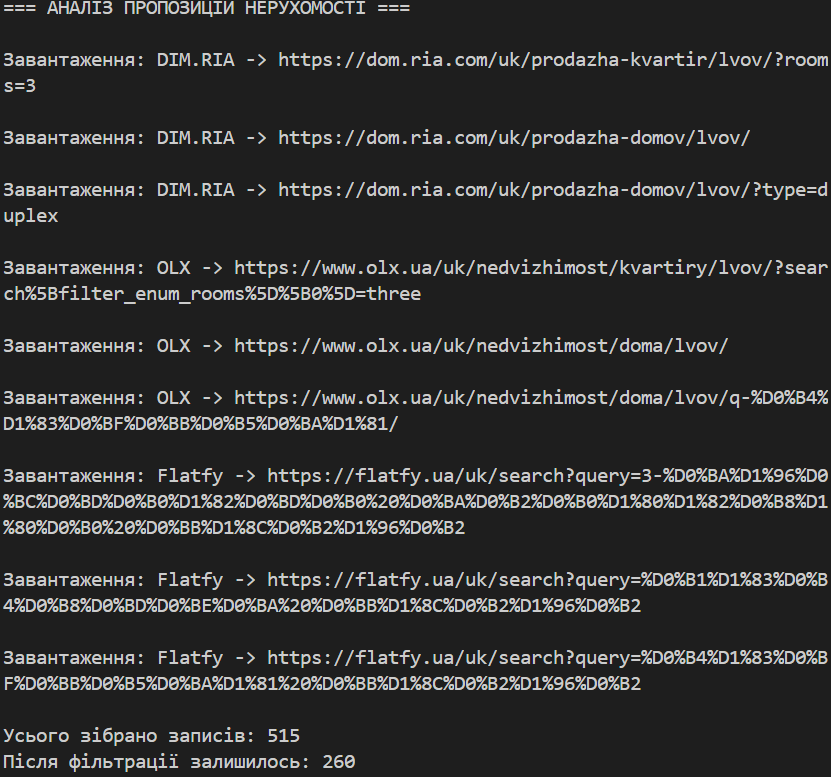 === АНАЛІЗ ПРОПОЗИЦІЙ НЕРУХОМОСТІ ===
Завантаження: DIM.RIA -> https://dom.ria.com/uk/prodazha-kvartir/lvov/?room
s=3
Завантаження: DIM.RIA -> https://dom.ria.com/uk/prodazha-domov/lvov/
Завантаження: DIM.RIA -> https://dom.ria.com/uk/prodazha-domov/lvov/?type=d
uplex
Завантаження: OLX -> https://www.olx.ua/uk/nedvizhimost/kvartiry/lvov/?sear
ch%5Bfilter_enum_rooms%5D%5B0%5D=three
Завантаження: OLX -> https://www.olx.ua/uk/nedvizhimost/doma/lvov/
Завантаження: OLX -> https://www.olx.ua/uk/nedvizhimost/doma/lvov/q-%D0%B4%
D1%83%D0%BF%D0%BB%D0%B5%D0%BA%D1%81/
Завантаження: Flatfy -> https://flatfy.ua/uk/search?query=3-%D0%BA%D1%96%D0
%BC%D0%BD%D0%B0%D1%82%D0%BD%D0%B0%20%D0%BA%D0%B2%D0%B0%D1%80%D1%82%D0%B8%D1
%80%D0%B0%20%D0%BB%D1%8C%D0%B2%D1%96%D0%B2
Завантаження: Flatfy -> https://flatfy.ua/uk/search?query=%D0%B1%D1%83%D0%B
4%D0%B8%D0%BD%D0%BE%D0%BA%20%D0%BB%D1%8C%D0%B2%D1%96%D0%B2
Завантаження: Flatfy -> https://flatfy.ua/uk/search?query=%D0%B4%D1%83%D0%B
F%D0%BB%D0%B5%D0%BA%D1%81%20%D0%BB%D1%8C%D0%B2%D1%96%D0%B2
Усього зібрано записів: 515
Після фільтрації залишилось: 260